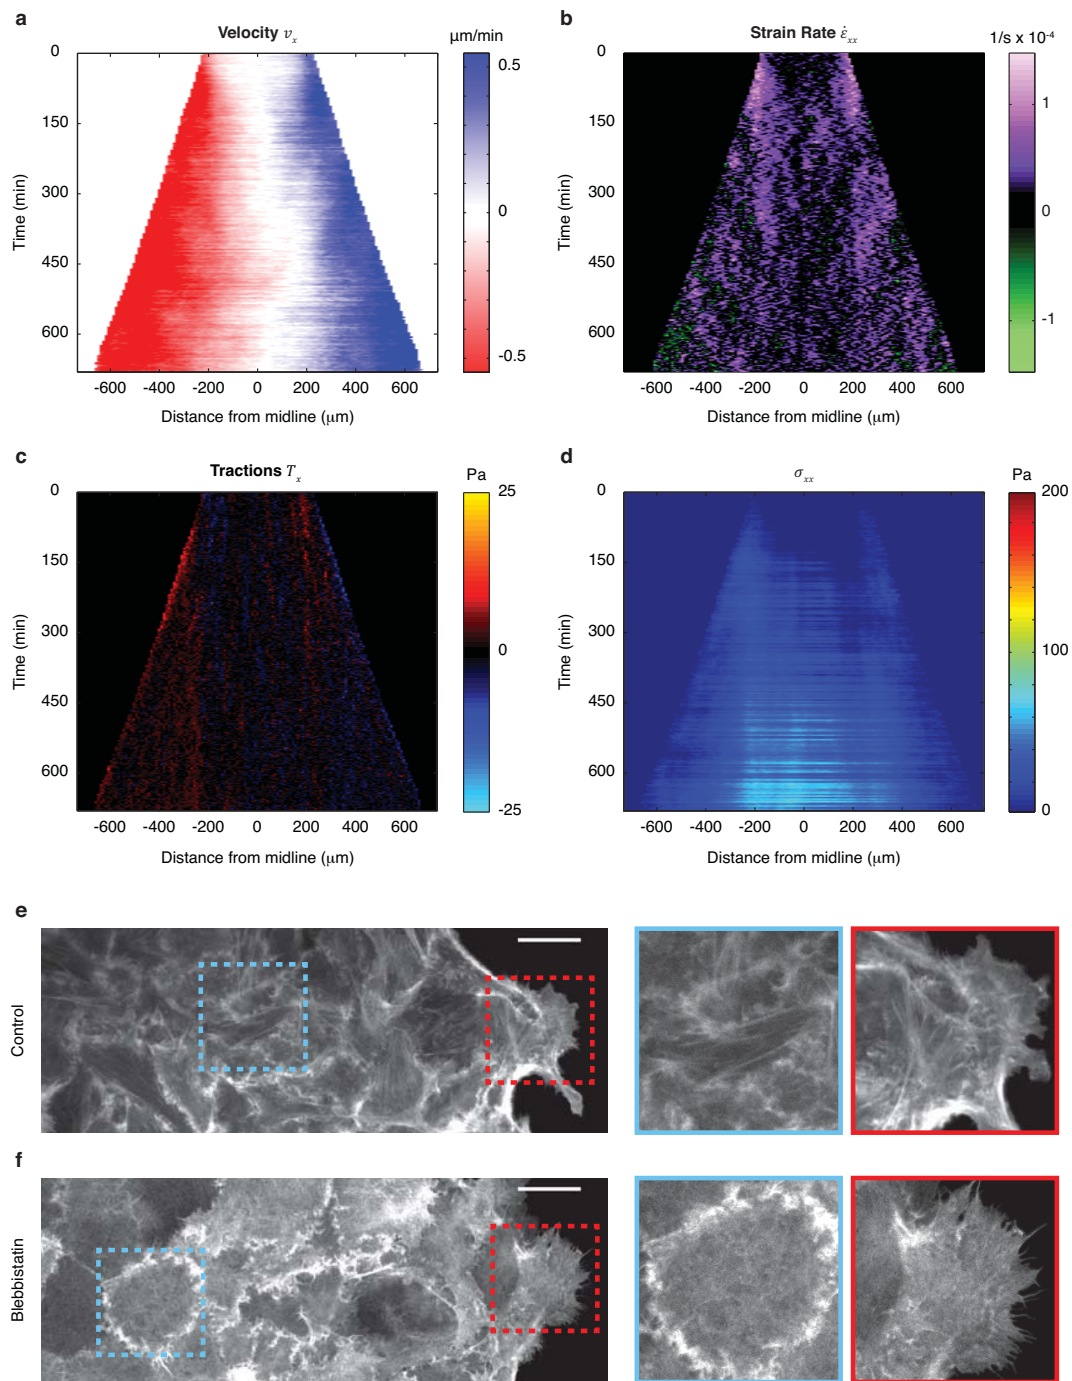 a
Velocity vₓ
μm/min
0
150
300
450
600
Time (min)
-600 -400 -200 0 200 400 600
Distance from midline (μm)
0.5
0
-0.5
b
Strain Rate ε̇ₓₓ
1/s x 10⁻⁴
0
150
300
450
600
Time (min)
-600 -400 -200 0 200 400 600
Distance from midline (μm)
1
0
-1
c
Tractions Tₓ
Pa
0
150
300
450
600
Time (min)
-600 -400 -200 0 200 400 600
Distance from midline (μm)
25
0
-25
d
σₓₓ
Pa
0
150
300
450
600
Time (min)
-600 -400 -200 0 200 400 600
Distance from midline (μm)
200
100
0
e
Control
f
Blebbistatin